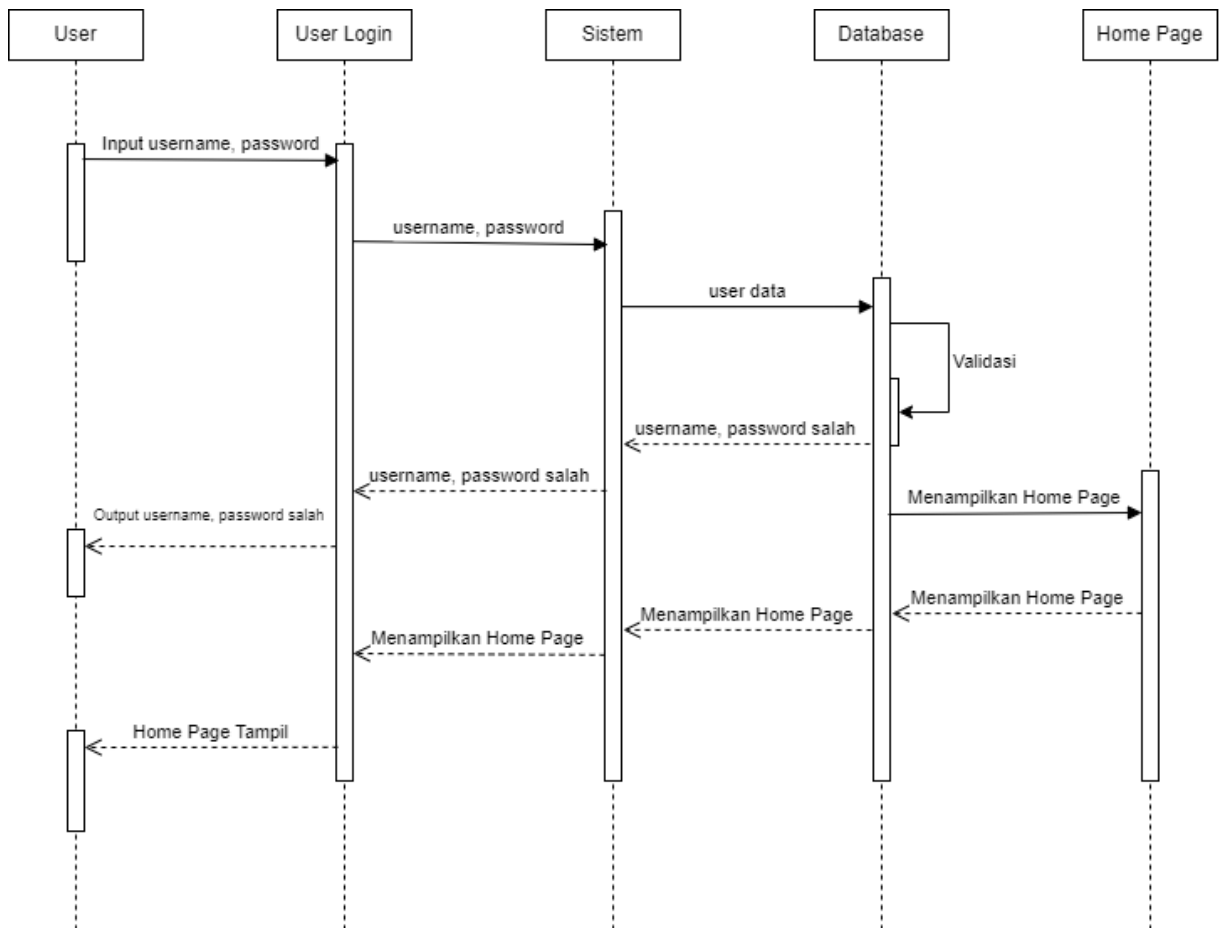 User
User Login
Sistem
Database
Home Page
Input username, password
username, password
user data
Validasi
username, password salah
username, password salah
Menampilkan Home Page
Output username, password salah
Menampilkan Home Page
Menampilkan Home Page
Menampilkan Home Page
Home Page Tampil